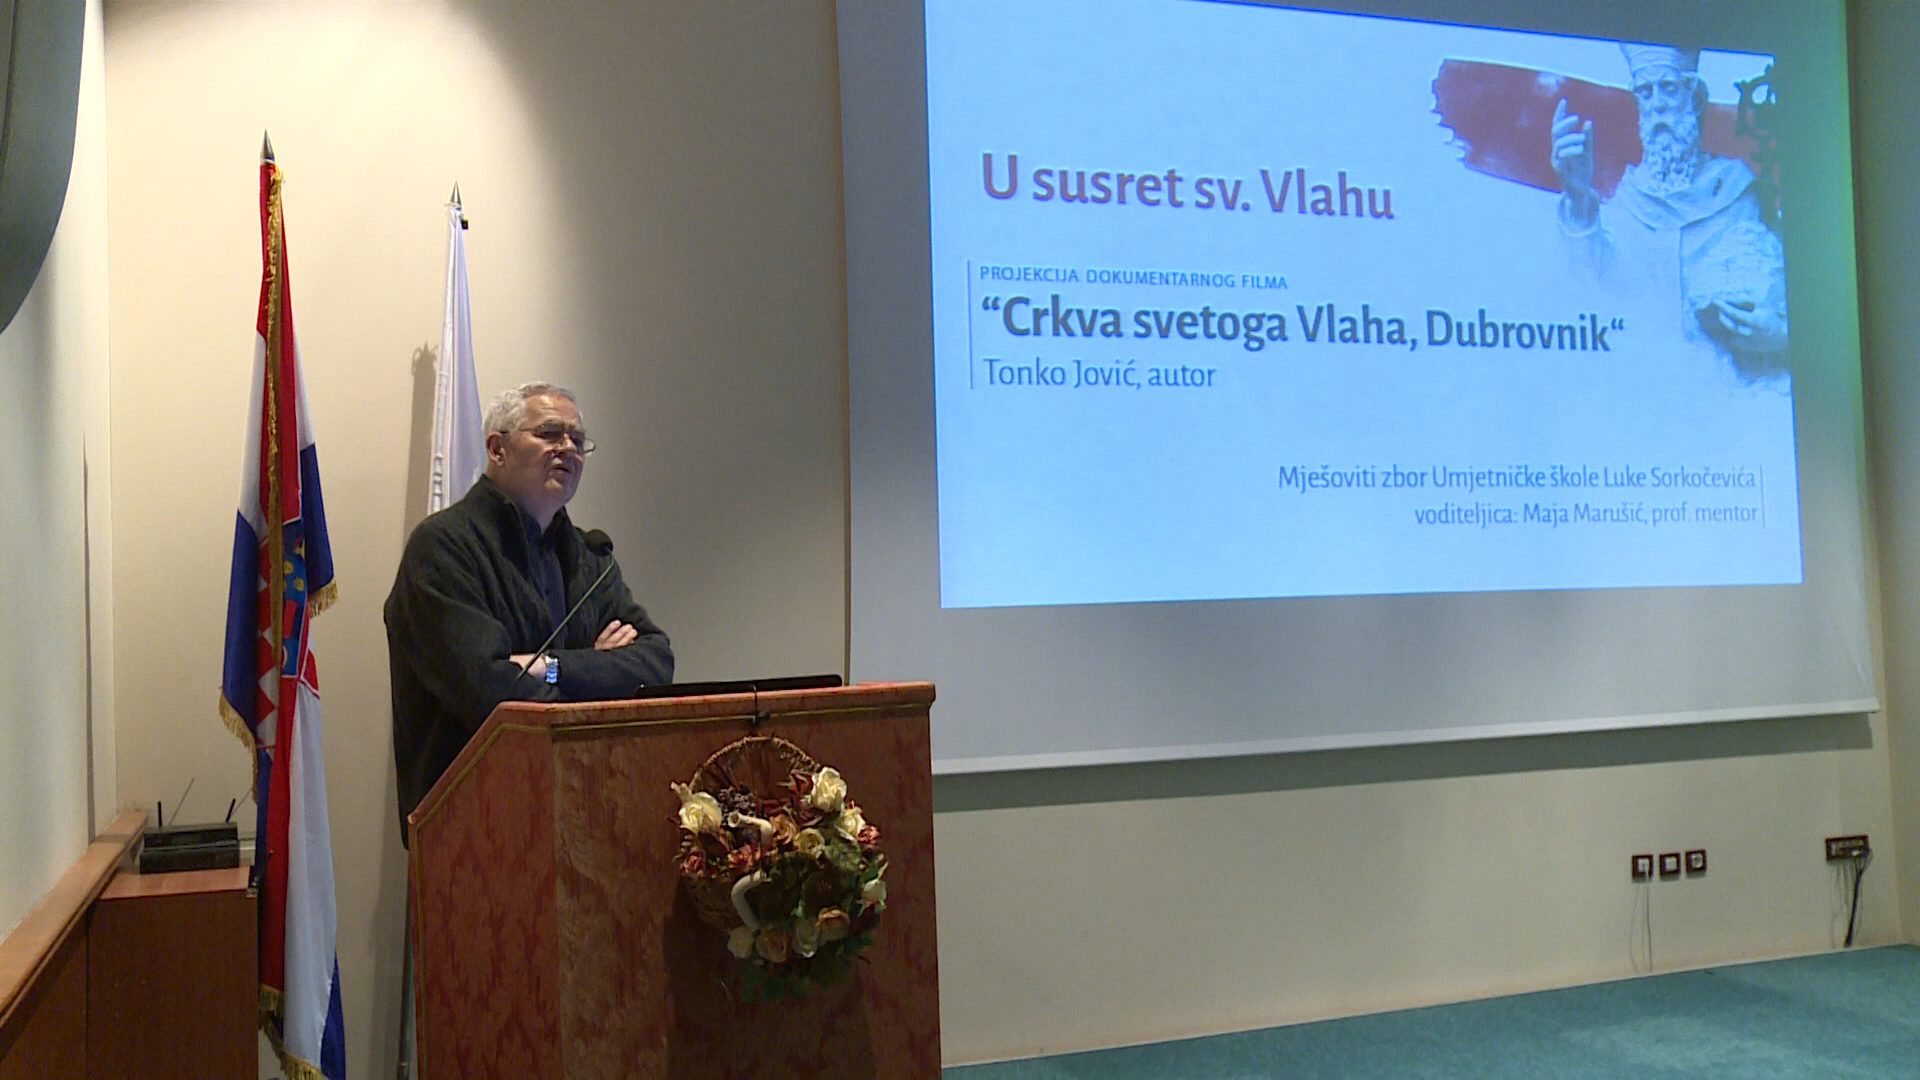 U susret sv. Vlahu
PROJEKCIJA DOKUMENTARNOG FILMA
“Crkva svetoga Vlaha, Dubrovnik“
Tonko Jović, autor
Mješoviti zbor Umjetničke škole Luke Sorkočevića
voditeljica: Maja Marušić, prof. mentor